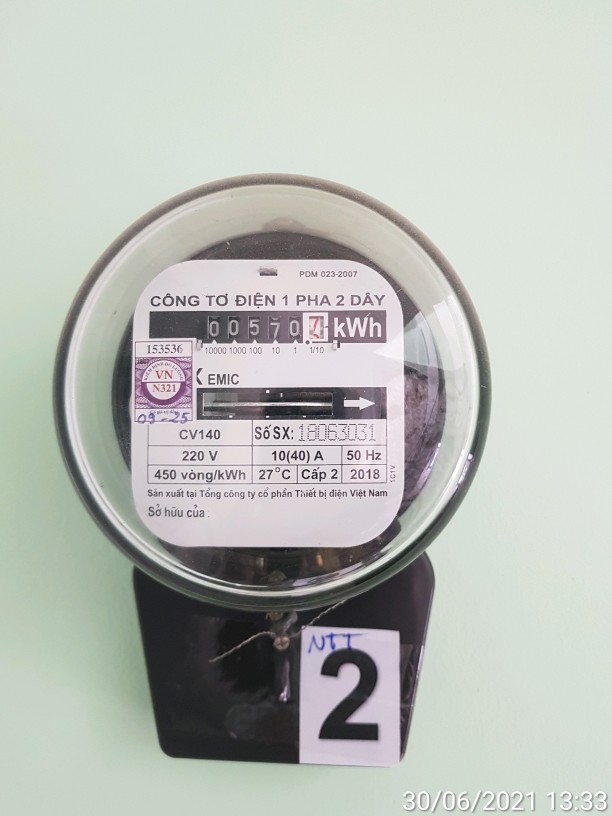 PDM 023-2007
CÔNG TƠ ĐIỆN 1 PHA 2 DÂY
00570 7 kWh
10000 1000 100 10 1 1/10
153536
VN
N321
09-25
EMIC
CV140 Số SX: 18063031
220 V 10(40) A 50 Hz
450 vòng/kWh 27°C Cấp 2 2018
Sản xuất tại Tổng công ty cổ phần Thiết bị điện Việt Nam
Sở hữu của :
NTT
2
30/06/2021 13:33